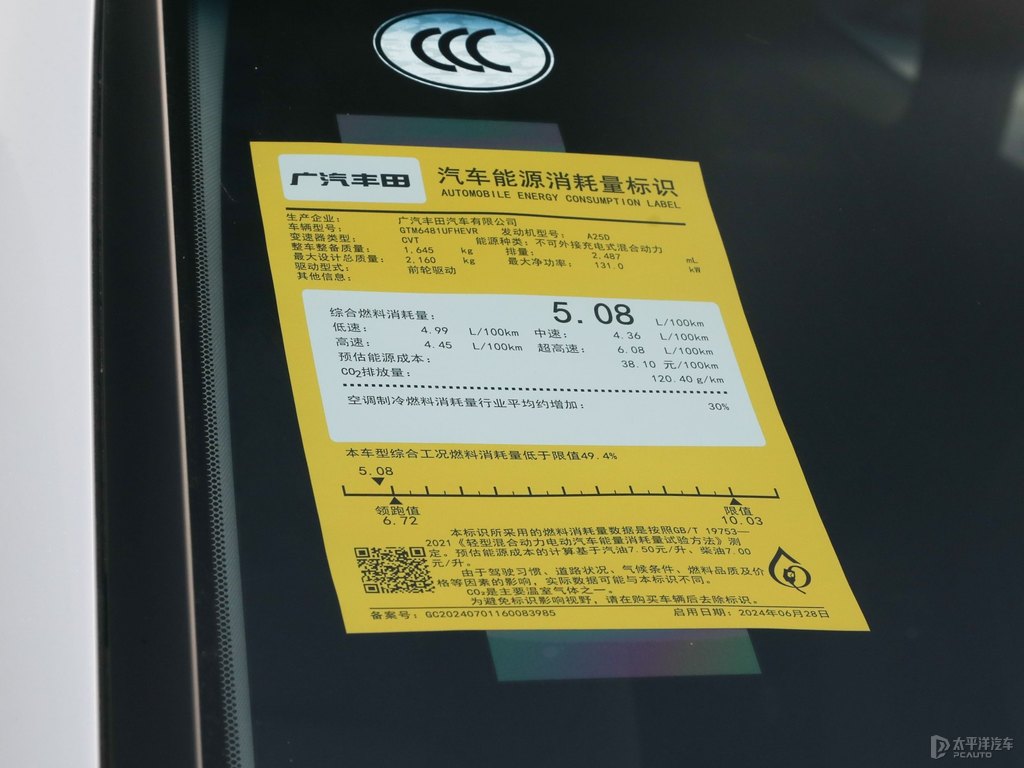 CCC
广汽丰田 汽车能源消耗量标识
AUTOMOBILE ENERGY CONSUMPTION LABEL
生产企业： 广汽丰田汽车有限公司
车辆型号： GTM6481UFHEVR 发动机型号： A25D
变速器类型： CVT 能源种类：不可外接充电式混合动力
整车整备质量： 1,645 kg 排量： 2,487 mL
最大设计总质量： 2,160 kg 最大净功率： 131.0 kW
驱动型式： 前轮驱动
其他信息：
综合燃料消耗量： 5.08 L/100km
低速： 4.99 L/100km 中速： 4.36 L/100km
高速： 4.45 L/100km 超高速： 6.08 L/100km
预估能源成本： 38.10 元/100km
CO₂排放量： 120.40 g/km
空调制冷燃料消耗量行业平均约增加： 30%
本车型综合工况燃料消耗量低于限值49.4%
5.08
领跑值 限值
6.72 10.03
本标识所采用的燃料消耗量数据是按照GB/T 19753—
2021《轻型混合动力电动汽车能量消耗量试验方法》测
定。预估能源成本的计算基于汽油7.50元/升、柴油7.00
元/升。
由于驾驶习惯、道路状况、气候条件、燃料品质及价
格等因素的影响，实际数据可能与本标识不同。
CO₂是主要温室气体之一。
为避免标识影响视野，请在购买车辆后去除标识。
备案号：GC20240701160083985 启用日期：2024年06月28日
太平洋汽车
PCAUTO